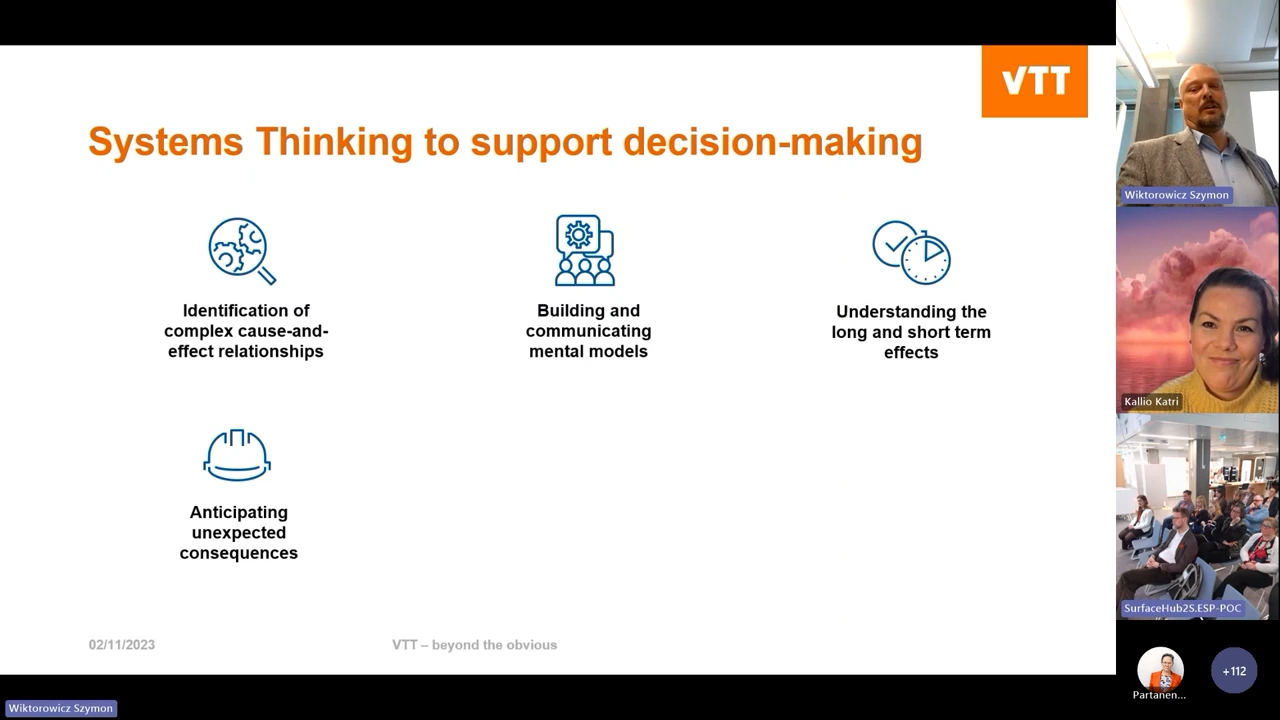 VTT
Systems Thinking to support decision-making
Identification of
complex cause-and-
effect relationships
Building and
communicating
mental models
Understanding the
long and short term
effects
Anticipating
unexpected
consequences
02/11/2023
VTT – beyond the obvious
Wiktorowicz Szymon
Wiktorowicz Szymon
Kallio Katri
SurfaceHub2S.ESP-POC
Partanen...
+112